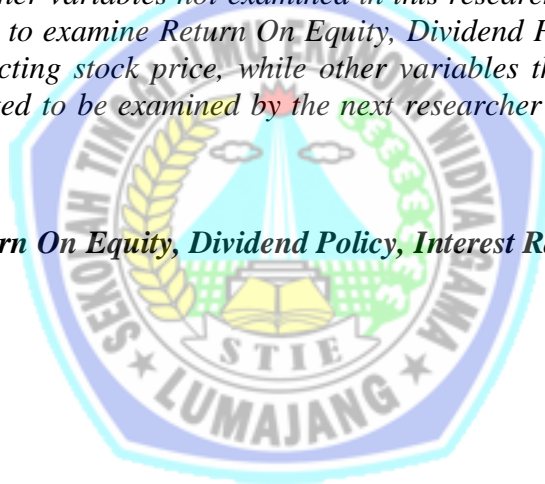 her variables not examined in this resear
to examine Return On Equity, Dividend
cting stock price, while other variables th
ed to be examined by the next researcher
rn On Equity, Dividend Policy, Interest R
SEKOLAH TINGGI ILMU EKONOMI WIDYA GAMA
STIE
LUMAJANG